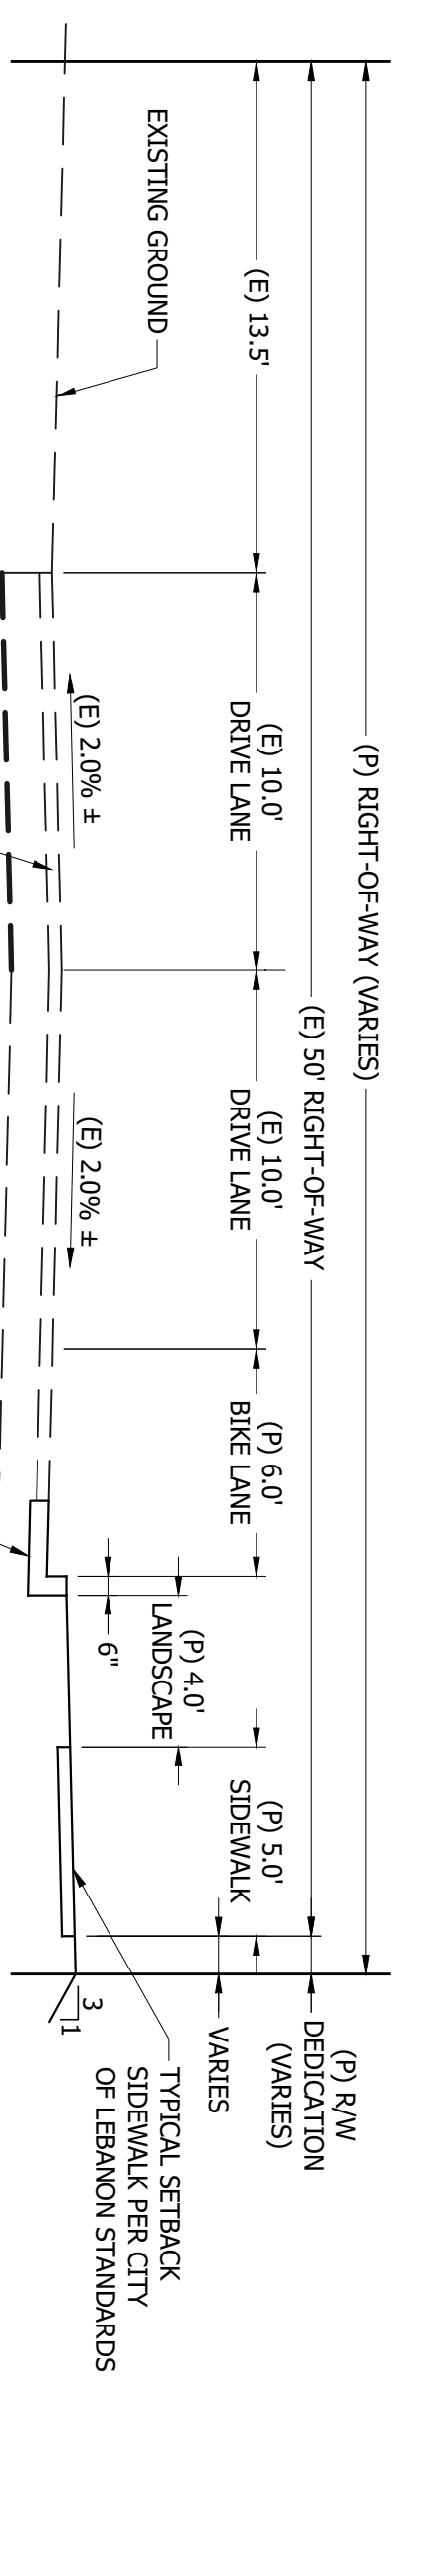 (P) RIGHT-OF-WAY (VARIES)
(E) 50' RIGHT-OF-WAY
(P) R/W
DEDICATION
(VARIES)
(E) 13.5'
(E) 10.0'
DRIVE LANE
(E) 10.0'
DRIVE LANE
(P) 6.0'
BIKE LANE
(P) 5.0'
SIDEWALK
VARIES
(P) 4.0'
LANDSCAPE
6"
EXISTING GROUND
(E) 2.0% ±
(E) 2.0% ±
3
1
TYPICAL SETBACK
SIDEWALK PER CITY
OF LEBANON STANDARDS